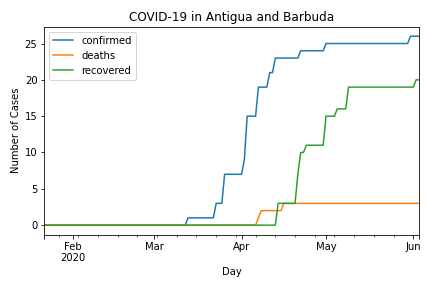 COVID-19 in Antigua and Barbuda
confirmed
deaths
recovered
Number of Cases
25
20
15
10
5
0
Feb
2020
Mar
Apr
May
Jun
Day